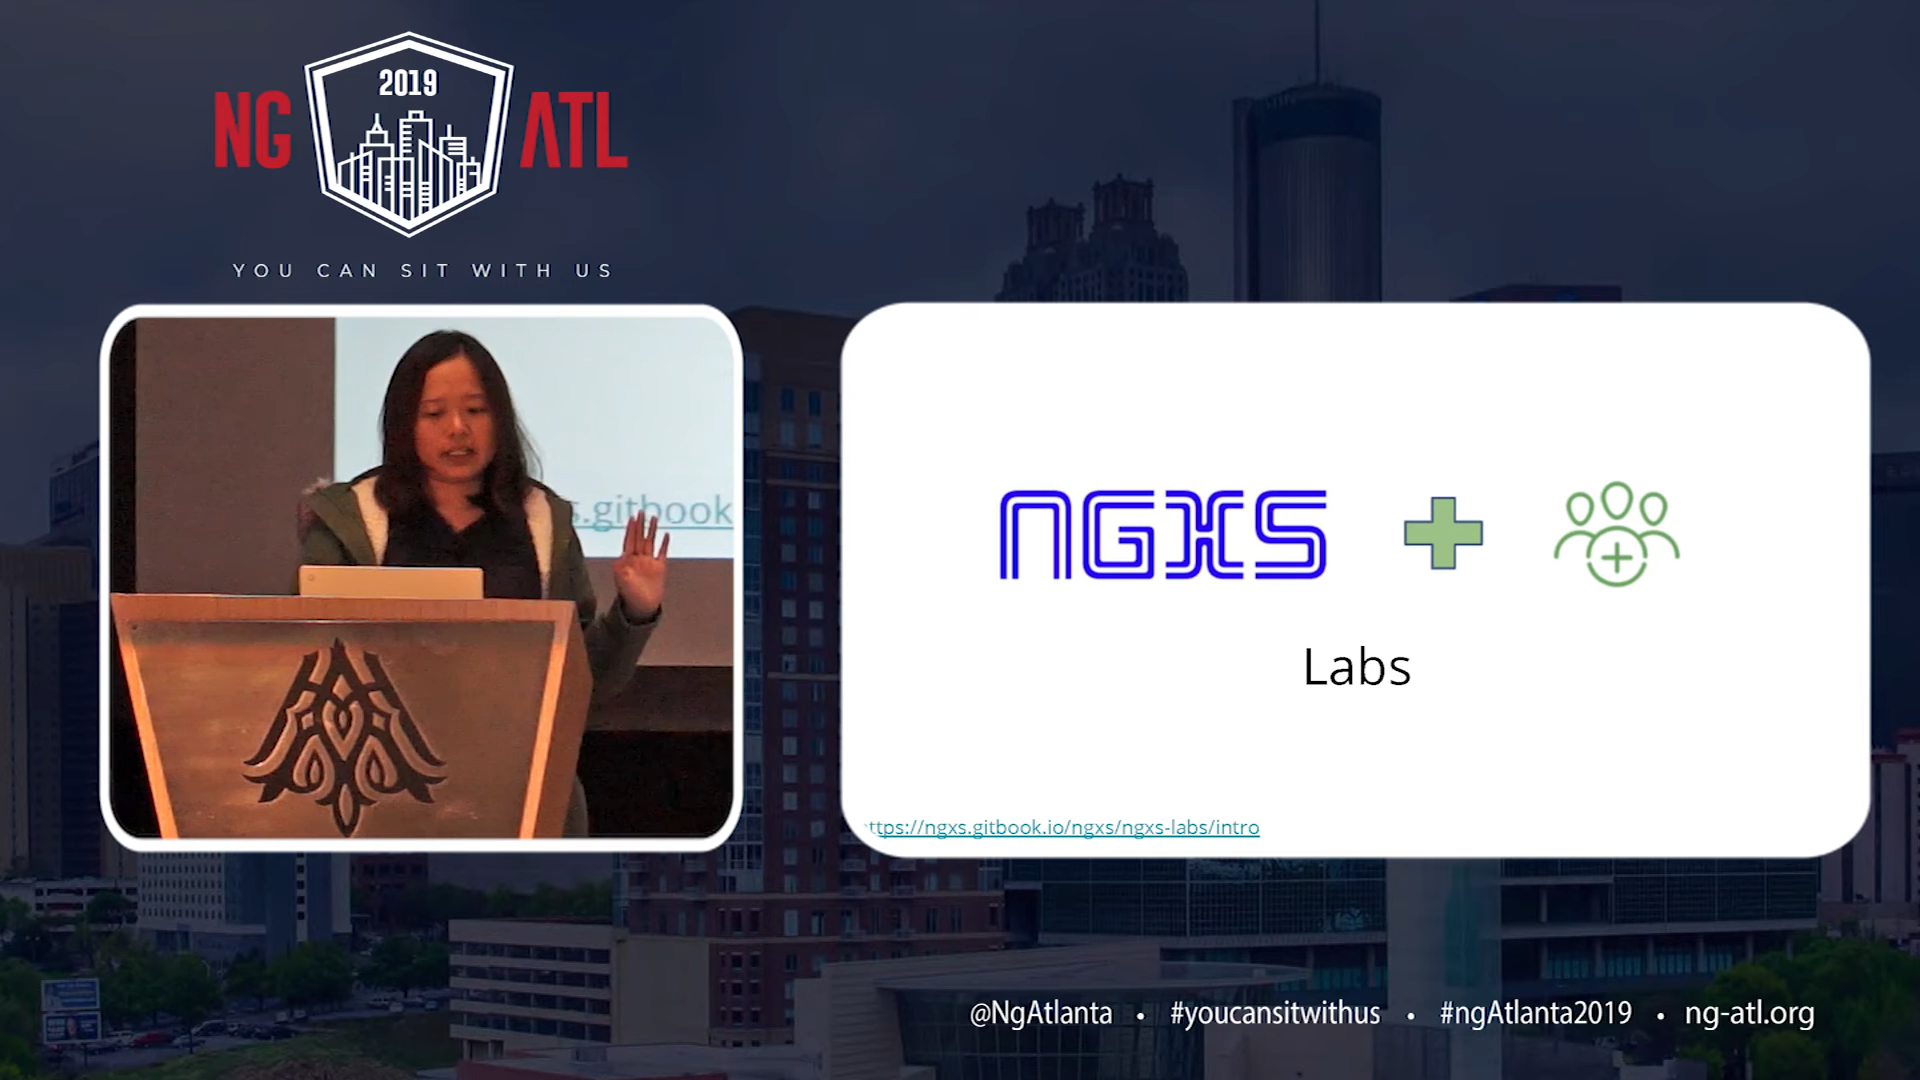 2019
NG ATL
YOU CAN SIT WITH US
s.gitbook
NGXS
Labs
ttps://ngxs.gitbook.io/ngxs/ngxs-labs/intro
@NgAtlanta • #youcansitwithus • #ngAtlanta2019 • ng-atl.org